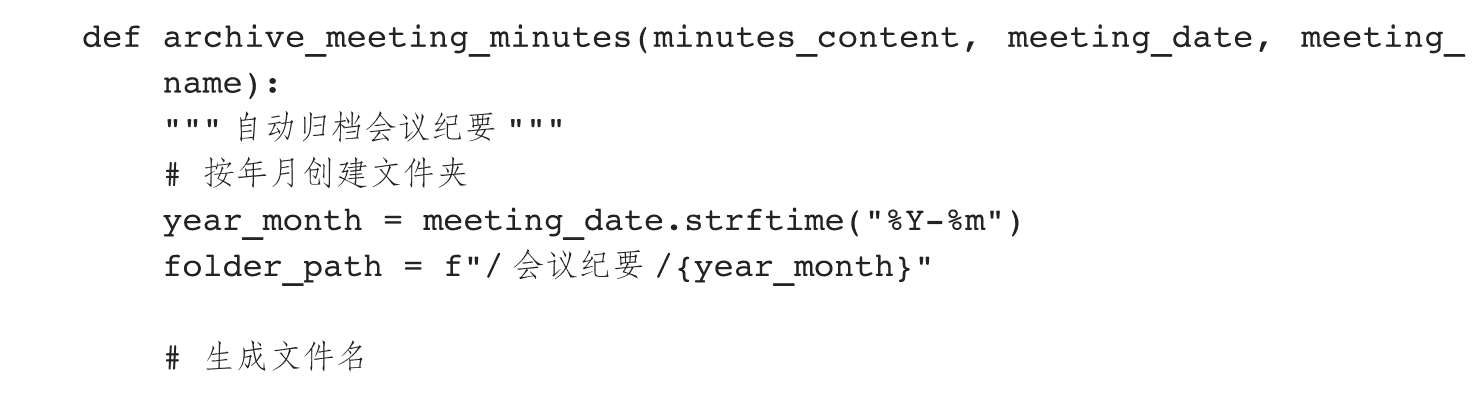 def archive_meeting_minutes(minutes_content, meeting_date, meeting_
name):
""" 自动归档会议纪要 """
# 按年月创建文件夹
year_month = meeting_date.strftime("%Y-%m")
folder_path = f"/ 会议纪要 /{year_month}"
# 生成文件名